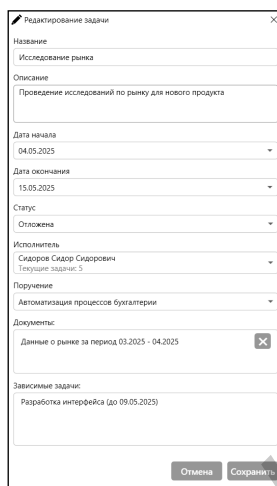 Редактирование задачи
Название
Исследование рынка
Описание
Проведение исследований по рынку для нового продукта
Дата начала
04.05.2025
Дата окончания
15.05.2025
Статус
Отложена
Исполнитель
Сидоров Сидор Сидорович
Текущие задачи: 5
Поручение
Автоматизация процессов бухгалтерии
Документы:
Данные о рынке за период 03.2025 - 04.2025
Зависимые задачи:
Разработка интерфейса (до 09.05.2025)
Отмена
Сохранить